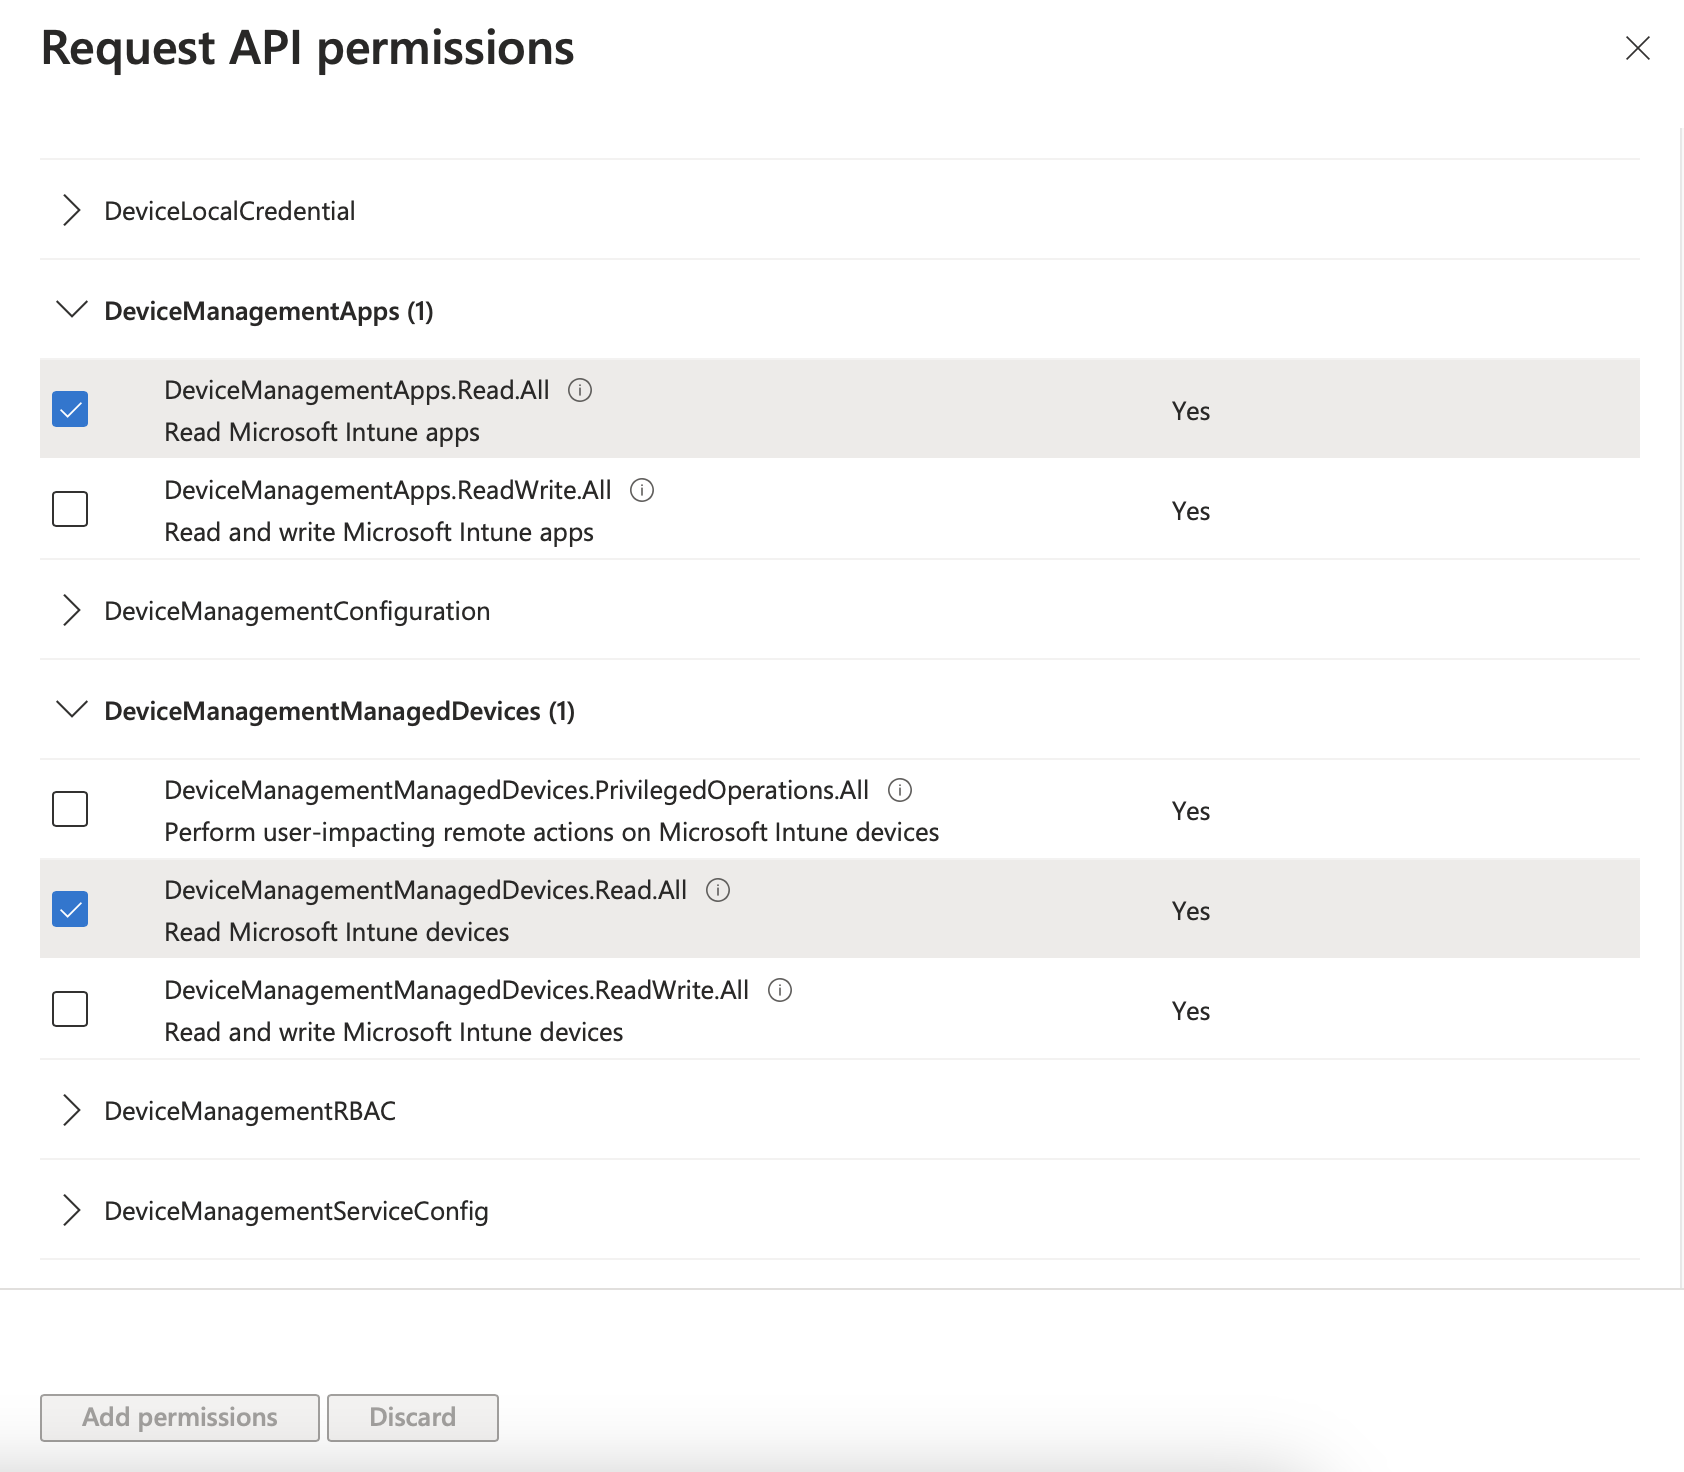 Request API permissions
DeviceLocalCredential
DeviceManagementApps (1)
DeviceManagementApps.Read.All
Read Microsoft Intune apps
Yes
DeviceManagementApps.ReadWrite.All
Read and write Microsoft Intune apps
Yes
DeviceManagementConfiguration
DeviceManagementManagedDevices (1)
DeviceManagementManagedDevices.PrivilegedOperations.All
Perform user-impacting remote actions on Microsoft Intune devices
Yes
DeviceManagementManagedDevices.Read.All
Read Microsoft Intune devices
Yes
DeviceManagementManagedDevices.ReadWrite.All
Read and write Microsoft Intune devices
Yes
DeviceManagementRBAC
DeviceManagementServiceConfig
Add permissions
Discard